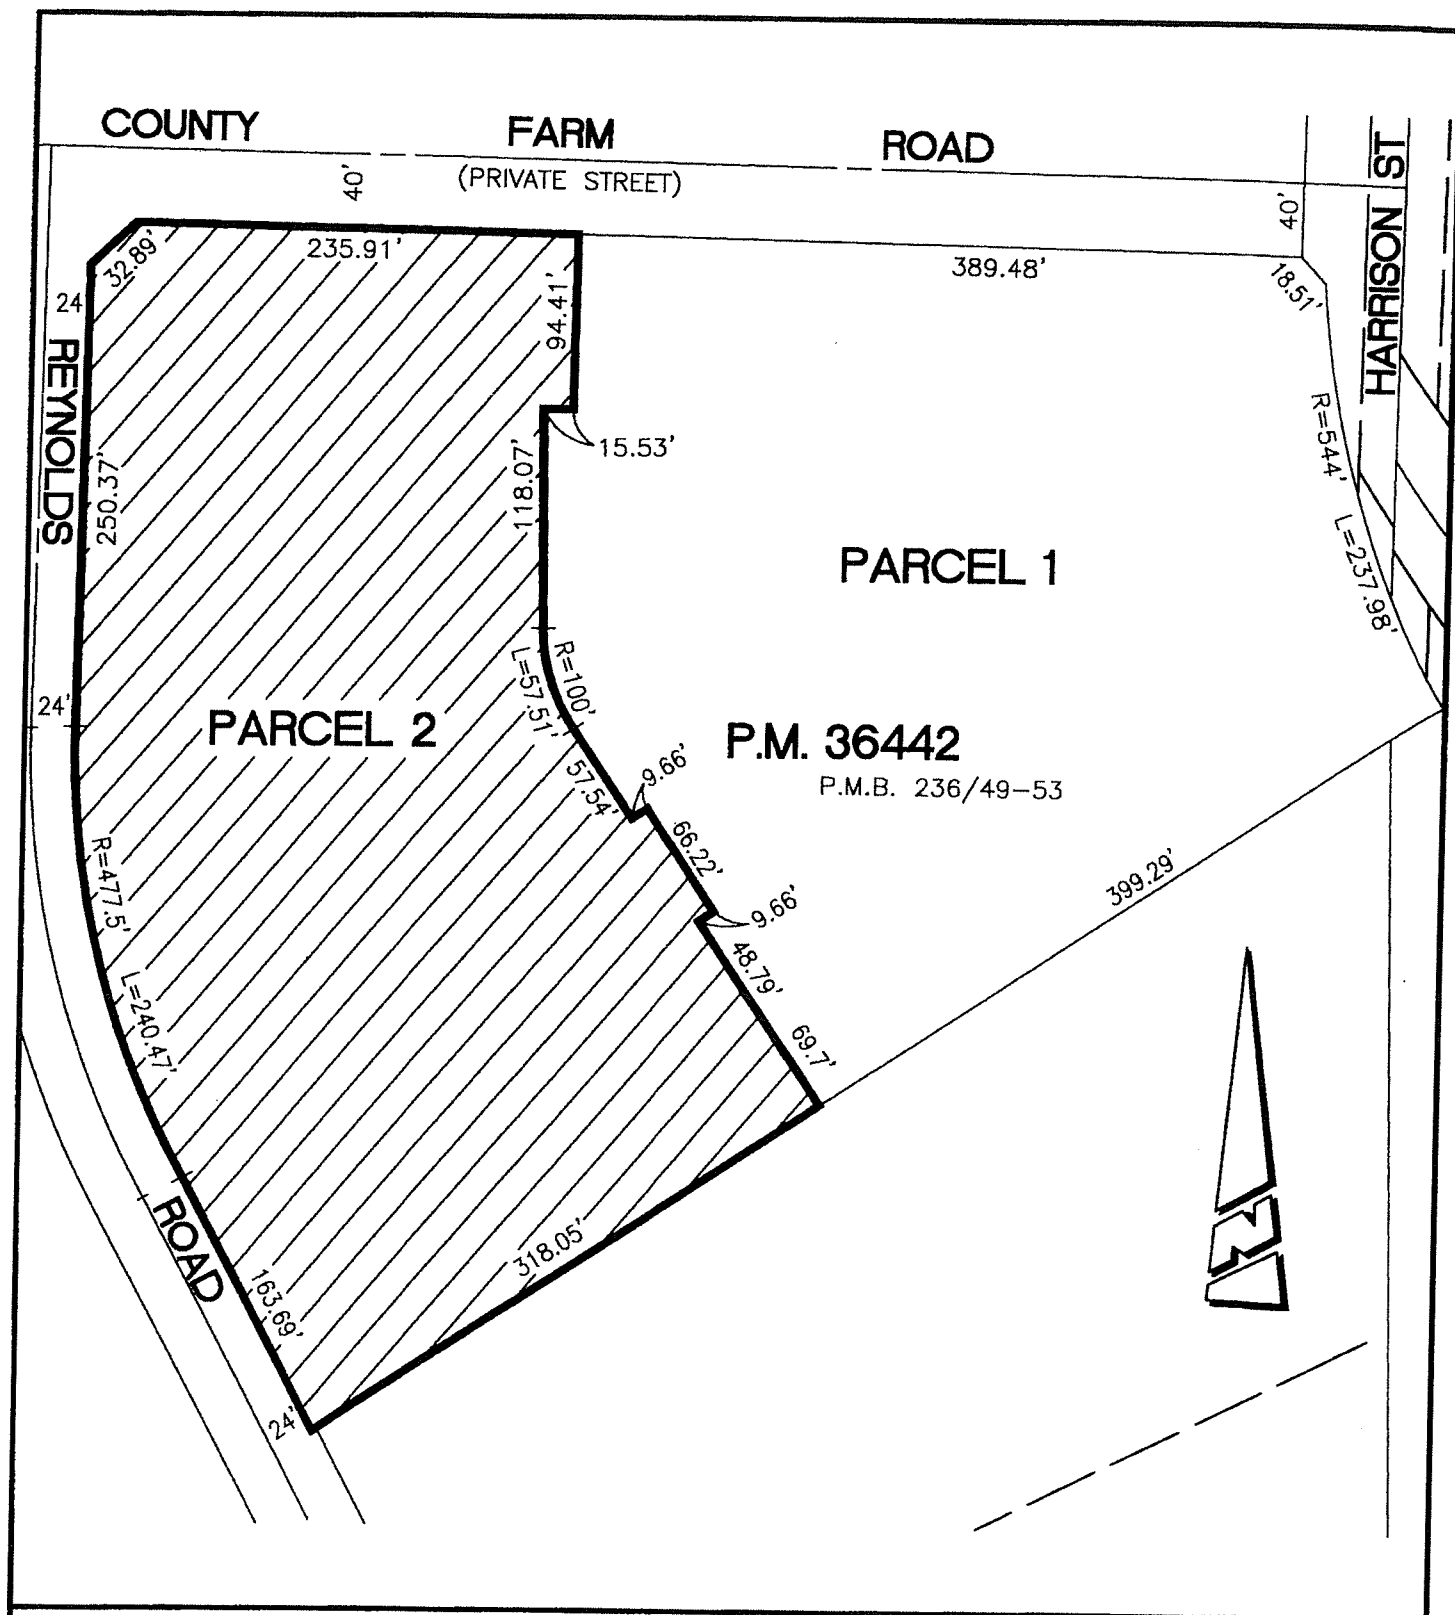 COUNTY FARM ROAD
(PRIVATE STREET)
40'
40'
HARRISON ST
32.89'
235.91'
94.41'
389.48'
18.51'
24
REYNOLDS
250.37'
118.07'
15.53'
R=544'
L=237.98'
PARCEL 1
R=100'
L=57.51'
24'
PARCEL 2
P.M. 36442
P.M.B. 236/49-53
9.66'
57.54'
66.22'
9.66'
399.29'
R=477.5'
48.79'
L=240.47'
69.7'
ROAD
318.05'
163.69'
24'